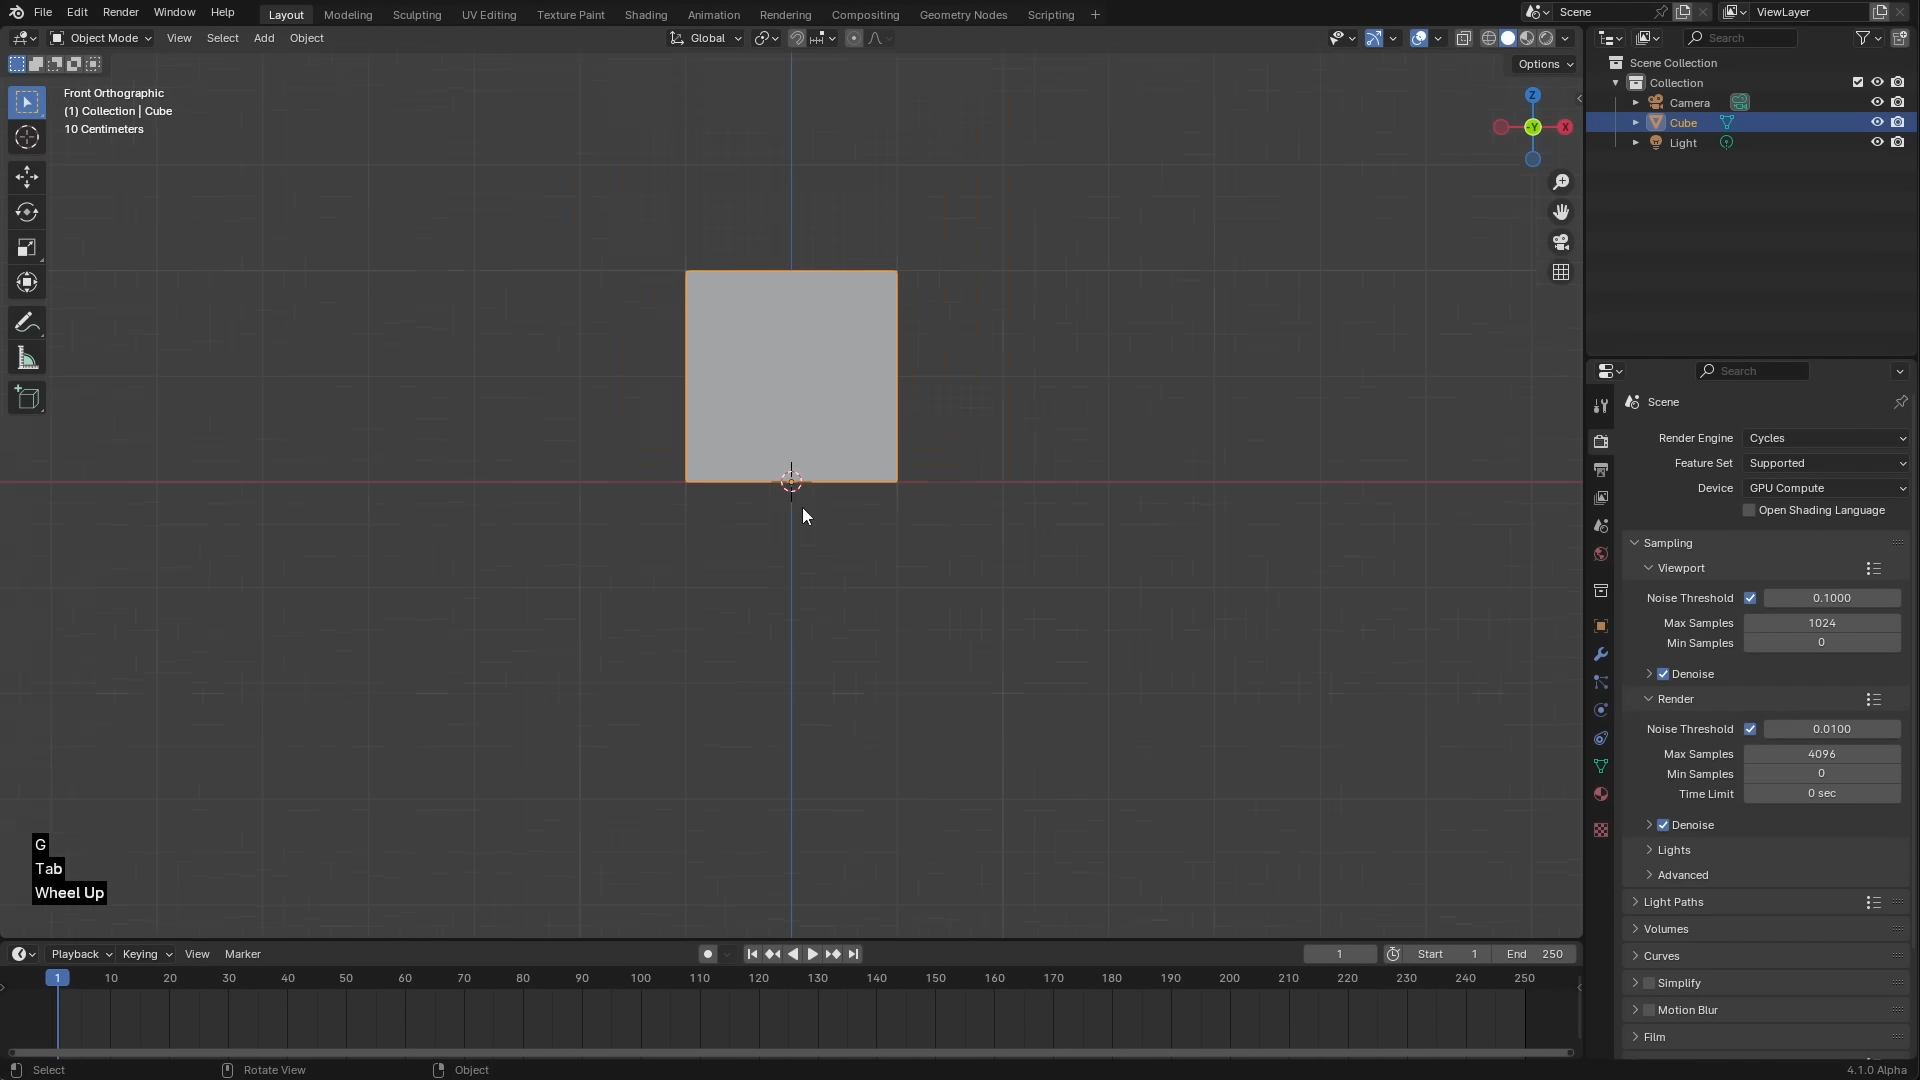 File Edit Render Window Help Layout Modeling Sculpting UV Editing Texture Paint Shading Animation Rendering Compositing Geometry Nodes Scripting Scene ViewLayer
Object Mode View Select Add Object Global Search
Options
Front Orthographic
(1) Collection | Cube
10 Centimeters
Z
-Y
X
Scene Collection
Collection
Camera
Cube
Light
Search
Scene
Render Engine Cycles
Feature Set Supported
Device GPU Compute
Open Shading Language
Sampling
Viewport
Noise Threshold 0.1000
Max Samples 1024
Min Samples 0
Denoise
Render
Noise Threshold 0.0100
Max Samples 4096
Min Samples 0
Time Limit 0 sec
Denoise
Lights
Advanced
Light Paths
Volumes
Curves
Simplify
Motion Blur
Film
G
Tab
Wheel Up
Playback Keying View Marker 1 Start 1 End 250
1 10 20 30 40 50 60 70 80 90 100 110 120 130 140 150 160 170 180 190 200 210 220 230 240 250
Select Rotate View Object 4.1.0 Alpha